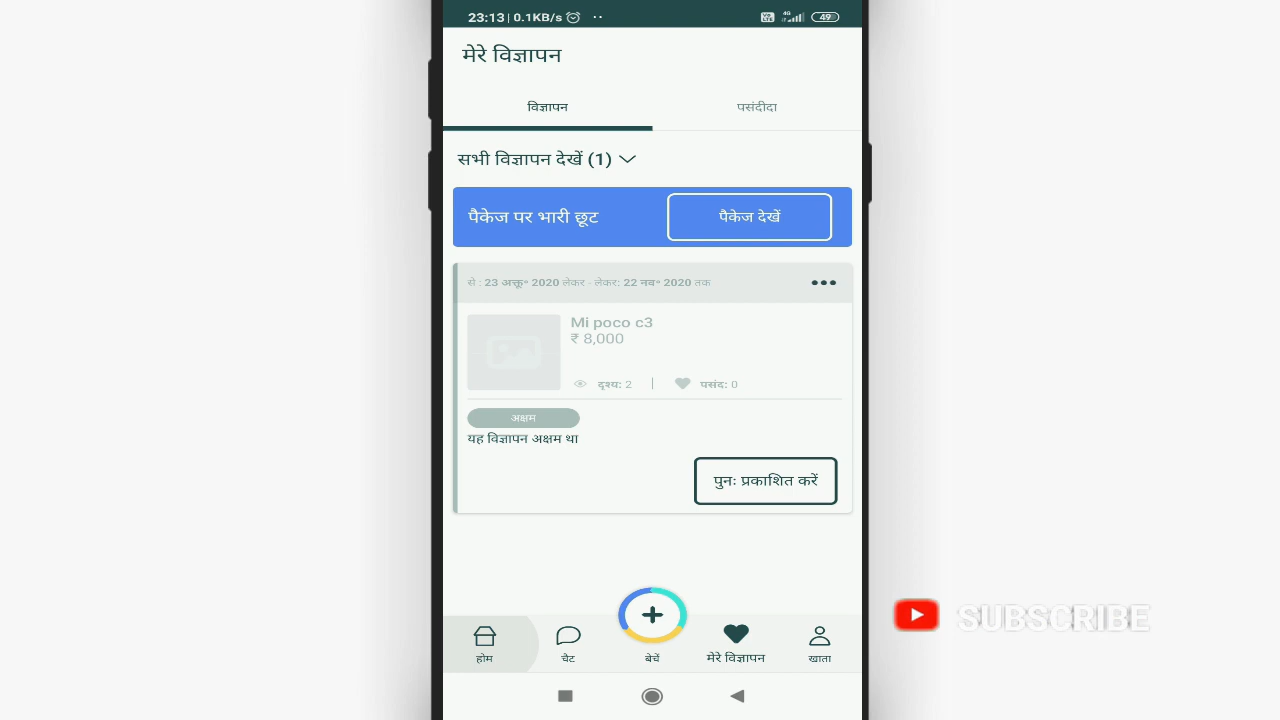 23:13 | 0.1KB/s
4G
49
मेरे विज्ञापन
विज्ञापन
पसंदीदा
सभी विज्ञापन देखें (1)
पैकेज पर भारी छूट
पैकेज देखें
से : 23 अक्तू॰ 2020 लेकर - लेकर: 22 नव॰ 2020 तक
Mi poco c3
₹ 8,000
दृश्य: 2 | पसंद: 0
अक्षम
यह विज्ञापन अक्षम था
पुनः प्रकाशित करें
होम
चैट
बेचें
मेरे विज्ञापन
खाता
SUBSCRIBE